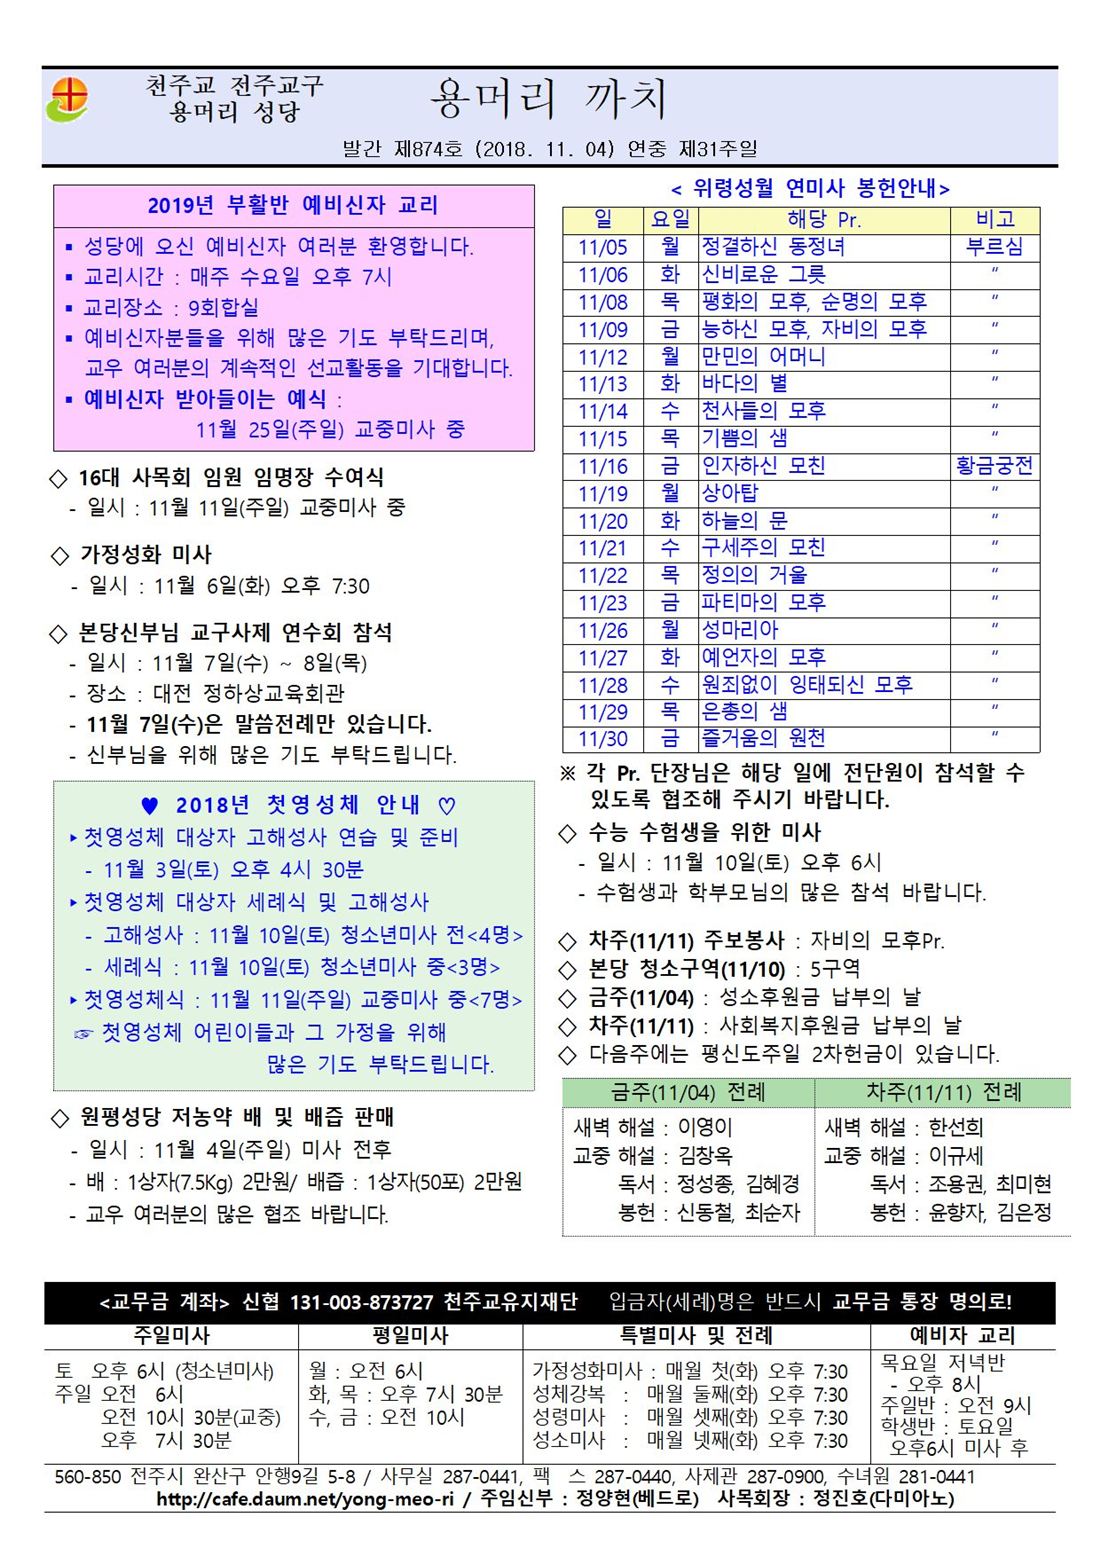 천주교 전주교구
용머리 성당
용머리 까치
발간 제874호 (2018. 11. 04) 연중 제31주일
2019년 부활반 예비신자 교리
▪ 성당에 오신 예비신자 여러분 환영합니다.
▪ 교리시간 : 매주 수요일 오후 7시
▪ 교리장소 : 9회합실
▪ 예비신자분들을 위해 많은 기도 부탁드리며,
교우 여러분의 계속적인 선교활동을 기대합니다.
▪ 예비신자 받아들이는 예식 :
11월 25일(주일) 교중미사 중
◇ 16대 사목회 임원 임명장 수여식
- 일시 : 11월 11일(주일) 교중미사 중
◇ 가정성화 미사
- 일시 : 11월 6일(화) 오후 7:30
◇ 본당신부님 교구사제 연수회 참석
- 일시 : 11월 7일(수) ~ 8일(목)
- 장소 : 대전 정하상교육회관
- 11월 7일(수)은 말씀전례만 있습니다.
- 신부님을 위해 많은 기도 부탁드립니다.
♥ 2018년 첫영성체 안내 ♡
▸첫영성체 대상자 고해성사 연습 및 준비
- 11월 3일(토) 오후 4시 30분
▸첫영성체 대상자 세례식 및 고해성사
- 고해성사 : 11월 10일(토) 청소년미사 전<4명>
- 세례식 : 11월 10일(토) 청소년미사 중<3명>
▸첫영성체식 : 11월 11일(주일) 교중미사 중<7명>
☞ 첫영성체 어린이들과 그 가정을 위해
많은 기도 부탁드립니다.
◇ 원평성당 저농약 배 및 배즙 판매
- 일시 : 11월 4일(주일) 미사 전후
- 배 : 1상자(7.5Kg) 2만원/ 배즙 : 1상자(50포) 2만원
- 교우 여러분의 많은 협조 바랍니다.
< 위령성월 연미사 봉헌안내>
일 요일 해당 Pr. 비고
11/05 월 정결하신 동정녀 부르심
11/06 화 신비로운 그릇 〃
11/08 목 평화의 모후, 순명의 모후 〃
11/09 금 능하신 모후, 자비의 모후 〃
11/12 월 만민의 어머니 〃
11/13 화 바다의 별 〃
11/14 수 천사들의 모후 〃
11/15 목 기쁨의 샘 〃
11/16 금 인자하신 모친 황금궁전
11/19 월 상아탑 〃
11/20 화 하늘의 문 〃
11/21 수 구세주의 모친 〃
11/22 목 정의의 거울 〃
11/23 금 파티마의 모후 〃
11/26 월 성마리아 〃
11/27 화 예언자의 모후 〃
11/28 수 원죄없이 잉태되신 모후 〃
11/29 목 은총의 샘 〃
11/30 금 즐거움의 원천 〃
※ 각 Pr. 단장님은 해당 일에 전단원이 참석할 수
있도록 협조해 주시기 바랍니다.
◇ 수능 수험생을 위한 미사
- 일시 : 11월 10일(토) 오후 6시
- 수험생과 학부모님의 많은 참석 바랍니다.
◇ 차주(11/11) 주보봉사 : 자비의 모후Pr.
◇ 본당 청소구역(11/10) : 5구역
◇ 금주(11/04) : 성소후원금 납부의 날
◇ 차주(11/11) : 사회복지후원금 납부의 날
◇ 다음주에는 평신도주일 2차헌금이 있습니다.
금주(11/04) 전례 차주(11/11) 전례
새벽 해설 : 이영이 새벽 해설 : 한선희
교중 해설 : 김창옥 교중 해설 : 이규세
독서 : 정성종, 김혜경 독서 : 조용권, 최미현
봉헌 : 신동철, 최순자 봉헌 : 윤향자, 김은정
<교무금 계좌> 신협 131-003-873727 천주교유지재단 입금자(세례)명은 반드시 교무금 통장 명의로!
주일미사 평일미사 특별미사 및 전례 예비자 교리
토 오후 6시 (청소년미사)
주일 오전 6시
오전 10시 30분(교중)
오후 7시 30분
월 : 오전 6시
화, 목 : 오후 7시 30분
수, 금 : 오전 10시
가정성화미사 : 매월 첫(화) 오후 7:30
성체강복 : 매월 둘째(화) 오후 7:30
성령미사 : 매월 셋째(화) 오후 7:30
성소미사 : 매월 넷째(화) 오후 7:30
목요일 저녁반
- 오후 8시
주일반 : 오전 9시
학생반 : 토요일
오후6시 미사 후
560-850 전주시 완산구 안행9길 5-8 / 사무실 287-0441, 팩 스 287-0440, 사제관 287-0900, 수녀원 281-0441
http://cafe.daum.net/yong-meo-ri / 주임신부 : 정양현(베드로) 사목회장 : 정진호(다미아노)